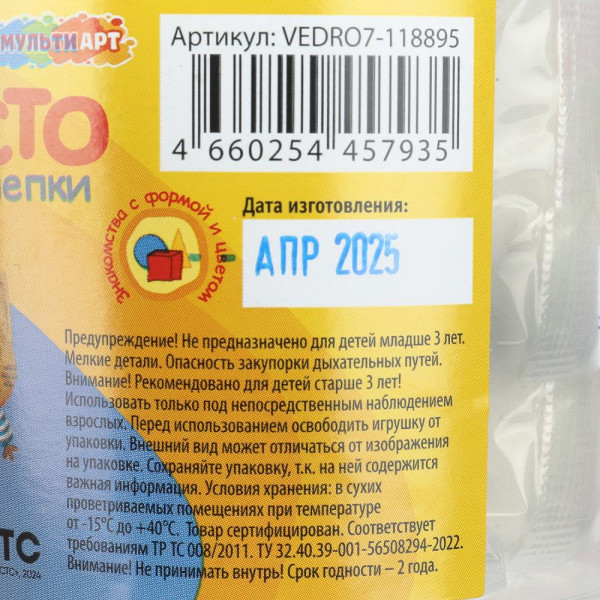 МУЛЬТИАРТ
Артикул: VEDRO7-118895
4 660254 457935
Дата изготовления:
АПР 2025
Знакомства с формой и цветом
Предупреждение! Не предназначено для детей младше 3 лет.
Мелкие детали. Опасность закупорки дыхательных путей.
Внимание! Рекомендовано для детей старше 3 лет!
Использовать только под непосредственным наблюдением
взрослых. Перед использованием освободить игрушку от
упаковки. Внешний вид может отличаться от изображения
на упаковке. Сохраняйте упаковку, т.к. на ней содержится
важная информация. Условия хранения: в сухих
проветриваемых помещениях при температуре
от -15°С до +40°С. Товар сертифицирован. Соответствует
требованиям ТР ТС 008/2011. ТУ 32.40.39-001-56508294-2022.
Внимание! Не принимать внутрь! Срок годности – 2 года.